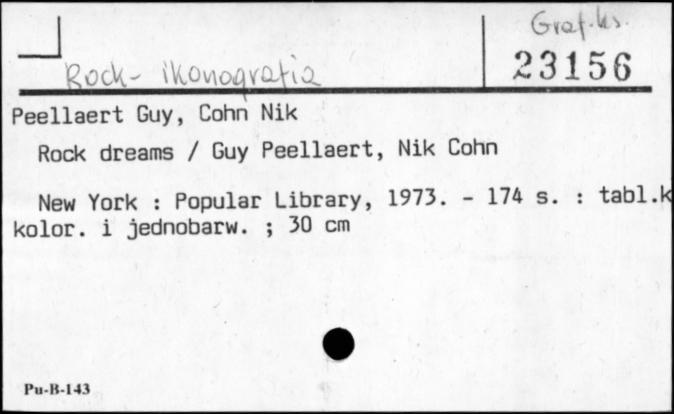 Graf.ks.
23156
Rock- ikonografia
Peellaert Guy, Cohn Nik
Rock dreams / Guy Peellaert, Nik Cohn
New York : Popular Library, 1973. - 174 s. : tabl.k
kolor. i jednobarw. ; 30 cm
Pu-B-143